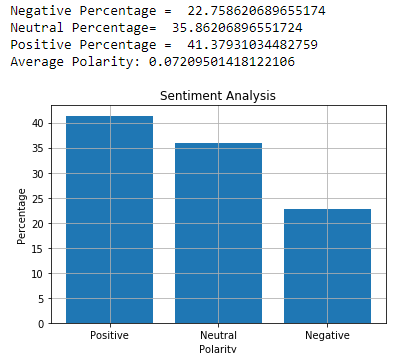 Negative Percentage =  22.758620689655174
Neutral Percentage=  35.86206896551724
Positive Percentage =  41.37931034482759
Average Polarity: 0.07209501418122106
Sentiment Analysis
40
35
30
25
20
15
10
5
0
Percentage
Positive Neutral Negative
Polarity